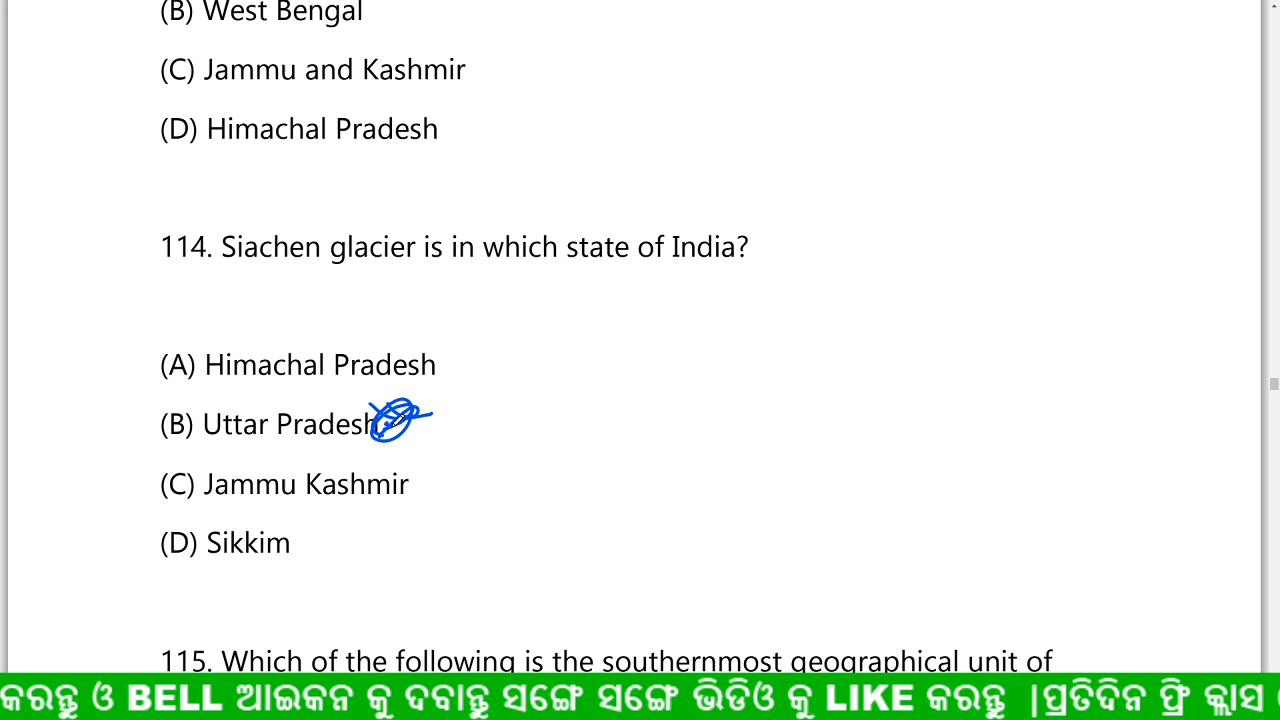 (B) West Bengal
(C) Jammu and Kashmir
(D) Himachal Pradesh
114. Siachen glacier is in which state of India?
(A) Himachal Pradesh
(B) Uttar Pradesh
(C) Jammu Kashmir
(D) Sikkim
115. Which of the following is the southernmost geographical unit of
କରନ୍ତୁ ଓ BELL ଆଇକନ କୁ ଦବାନ୍ତୁ ସଙ୍ଗେ ସଙ୍ଗେ ଭିଡିଓ କୁ LIKE କରନ୍ତୁ |ପ୍ରତିଦିନ ଫ୍ରି କ୍ଲାସ